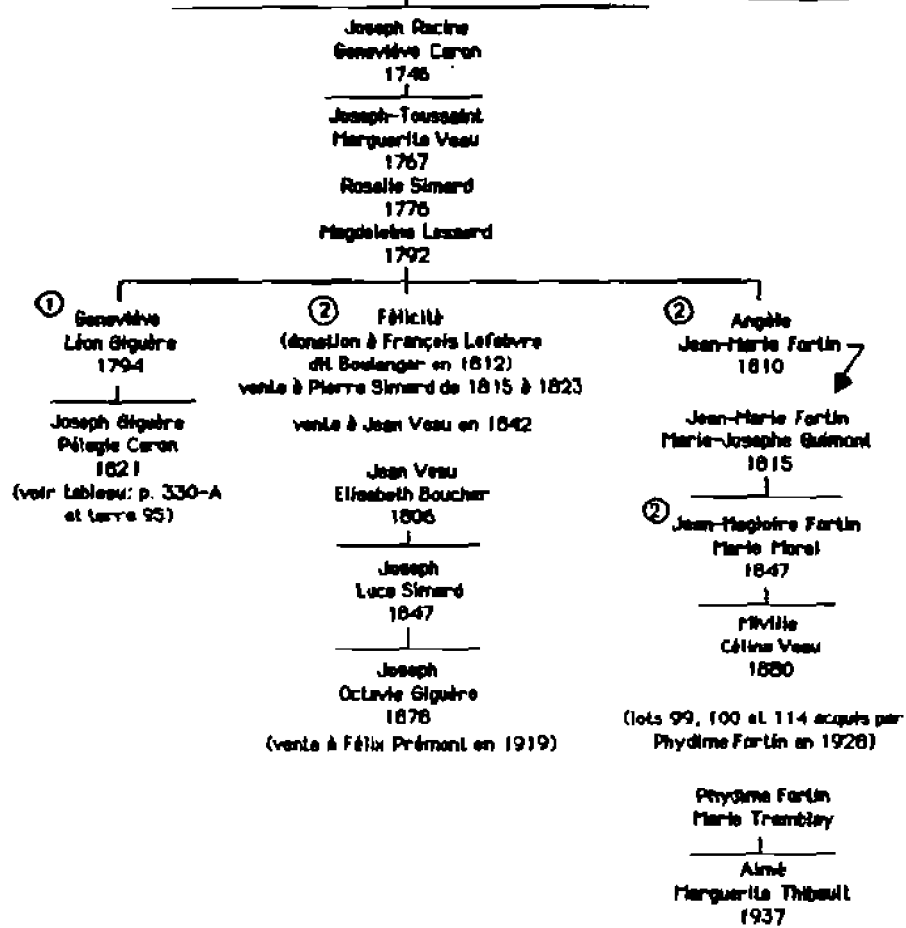 Joseph Racine
Geneviève Caron
1746
Joseph-Toussaint
Marguerite Veau
1767
Rosalie Simard
1776
Magdeleine Lessard
1792
①
Geneviève
Léon Giguère
1794
Joseph Giguère
Pélagie Caron
1821
(voir tableau: p. 330-A
et terre 95)
②
Félicité
(donation à François Lefebvre
dit Boulanger en 1812)
vente à Pierre Simard de 1815 à 1823
vente à Jean Veau en 1842
Jean Veau
Elisabeth Boucher
1806
Joseph
Luce Simard
1847
Joseph
Octavie Giguère
1878
(vente à Félix Prémont en 1919)
②
Angèle
Jean-Marie Fortin
1810
Jean-Marie Fortin
Marie-Josephe Guimont
1815
②
Jean-Magloire Fortin
Marie Morel
1847
Miville
Céline Veau
1880
(lots 99, 100 et 114 acquis par
Phydime Fortin en 1928)
Phydime Fortin
Marie Tremblay
Aimé
Marguerite Thibault
1937